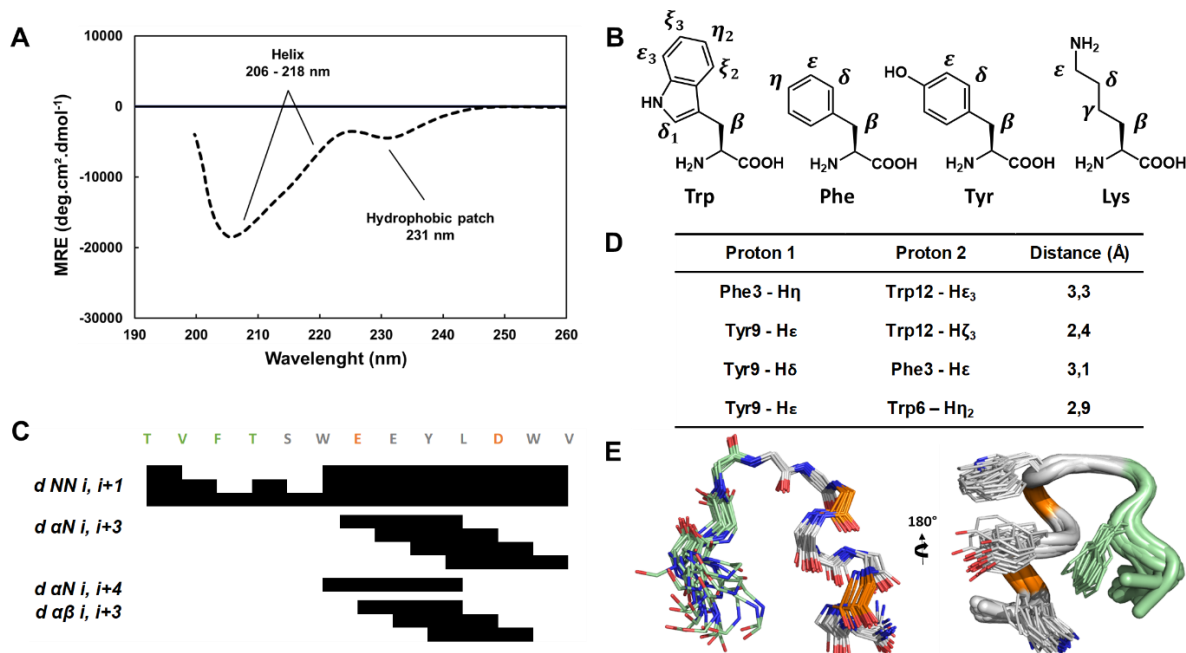 A
10000
0
-10000
-20000
-30000
MRE (deg.cm².dmol⁻¹)
190 200 210 220 230 240 250 260
Wavelenght (nm)
Helix
206 - 218 nm
Hydrophobic patch
231 nm
B
ξ3 η2
ε3 ξ2
HN
δ1 β
H2N COOH
Trp
ε
η δ
β
H2N COOH
Phe
ε
HO δ
β
H2N COOH
Tyr
NH2
ε δ
γ β
H2N COOH
Lys
C
T V F T S W E E Y L D W V
d NN i, i+1
d αN i, i+3
d αN i, i+4
d αβ i, i+3
D
Proton 1 Proton 2 Distance (Å)
Phe3 - Hη Trp12 - Hε3 3,3
Tyr9 - Hε Trp12 - Hζ3 2,4
Tyr9 - Hδ Phe3 - Hε 3,1
Tyr9 - Hε Trp6 – Hη2 2,9
E
180°